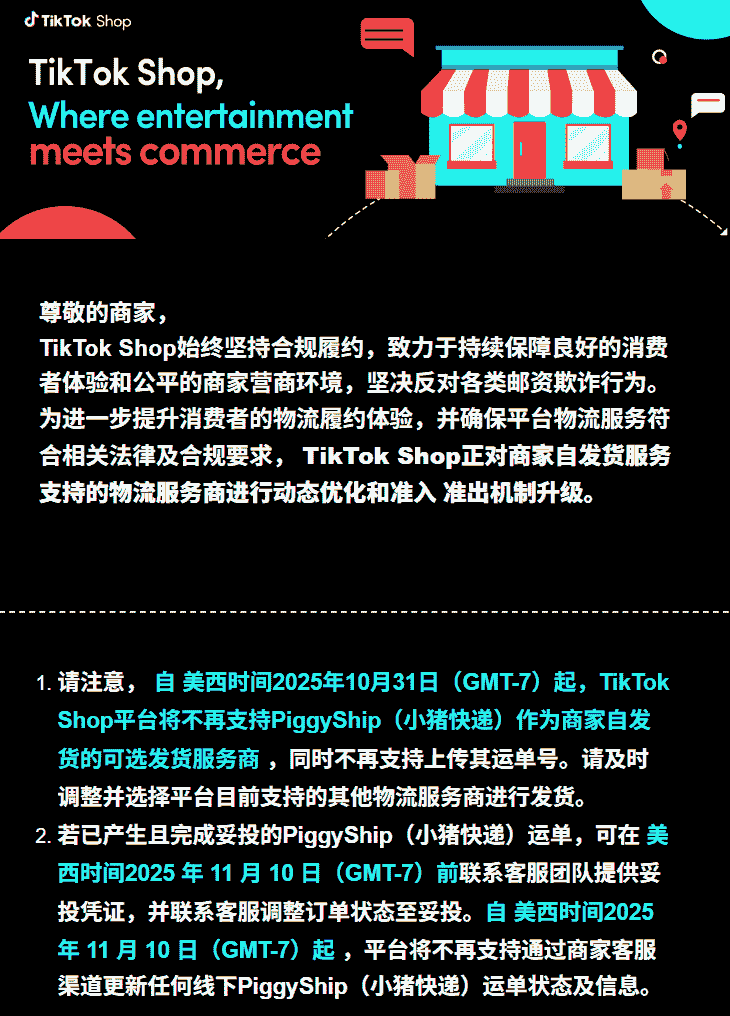 TikTok Shop
TikTok Shop,
Where entertainment
meets commerce
尊敬的商家，
TikTok Shop始终坚持合规履约，致力于持续保障良好的消费
者体验和公平的商家营商环境，坚决反对各类邮资欺诈行为。
为进一步提升消费者的物流履约体验，并确保平台物流服务符
合相关法律及合规要求， TikTok Shop正对商家自发货服务
支持的物流服务商进行动态优化和准入 准出机制升级。
1. 请注意， 自 美西时间2025年10月31日（GMT-7）起，TikTok
Shop平台将不再支持PiggyShip（小猪快递）作为商家自发
货的可选发货服务商 ，同时不再支持上传其运单号。请及时
调整并选择平台目前支持的其他物流服务商进行发货。
2. 若已产生且完成妥投的PiggyShip（小猪快递）运单，可在 美
西时间2025 年 11 月 10 日（GMT-7）前联系客服团队提供妥
投凭证，并联系客服调整订单状态至妥投。自 美西时间2025
年 11 月 10 日（GMT-7）起 ，平台将不再支持通过商家客服
渠道更新任何线下PiggyShip（小猪快递）运单状态及信息。